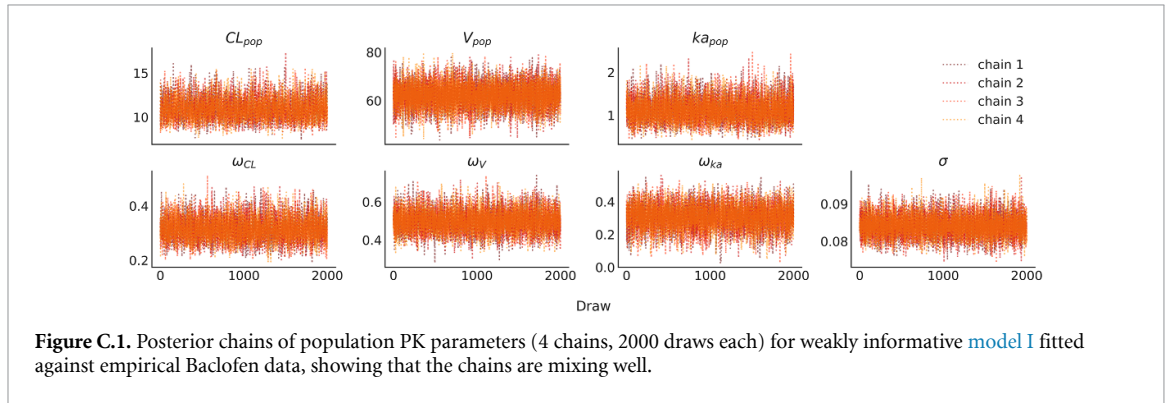 CL_pop V_pop ka_pop
15
10
80
60
2
1
chain 1
chain 2
chain 3
chain 4
ω_CL ω_V ω_ka σ
0.4
0.2
0.6
0.4
0.4
0.2
0.0
0.09
0.08
0 1000 2000 0 1000 2000 0 1000 2000 0 1000 2000
Draw
Figure C.1. Posterior chains of population PK parameters (4 chains, 2000 draws each) for weakly informative model I fitted
against empirical Baclofen data, showing that the chains are mixing well.